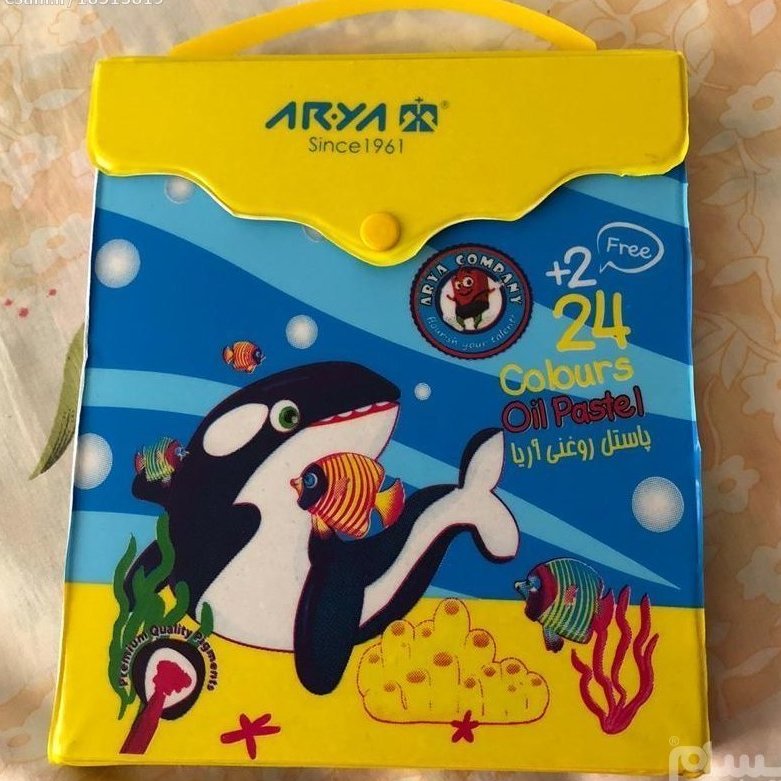 ARYA ®
Since1961
ARYA COMPANY
flourish your talent
+2 Free
24
Colours
Oil Pastel
پاستل روغنی آریا
Premium Quality Pigments